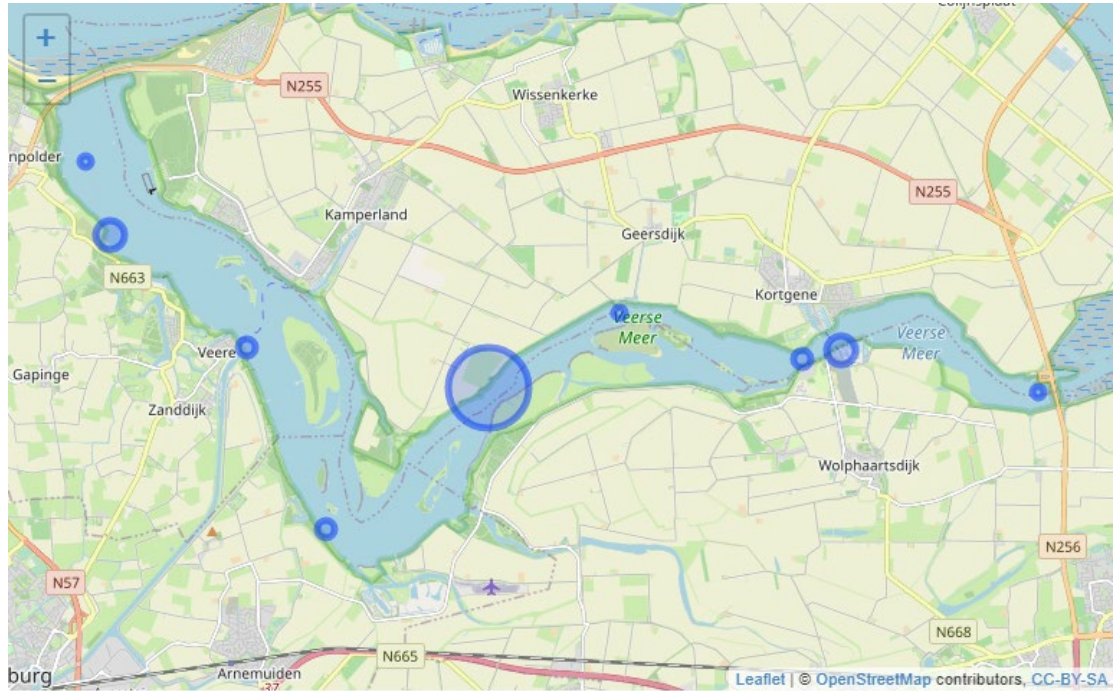 +
−
N255
Wissenkerke
npolder
N255
Kamperland
Geersdijk
N663
Kortgene
Veerse
Meer
Veerse
Meer
Veere
Gapinge
Zanddijk
Wolphaartsdijk
N57
N256
N668
N665
Arnemuiden
burg
37
Leaflet | © OpenStreetMap contributors, CC-BY-SA